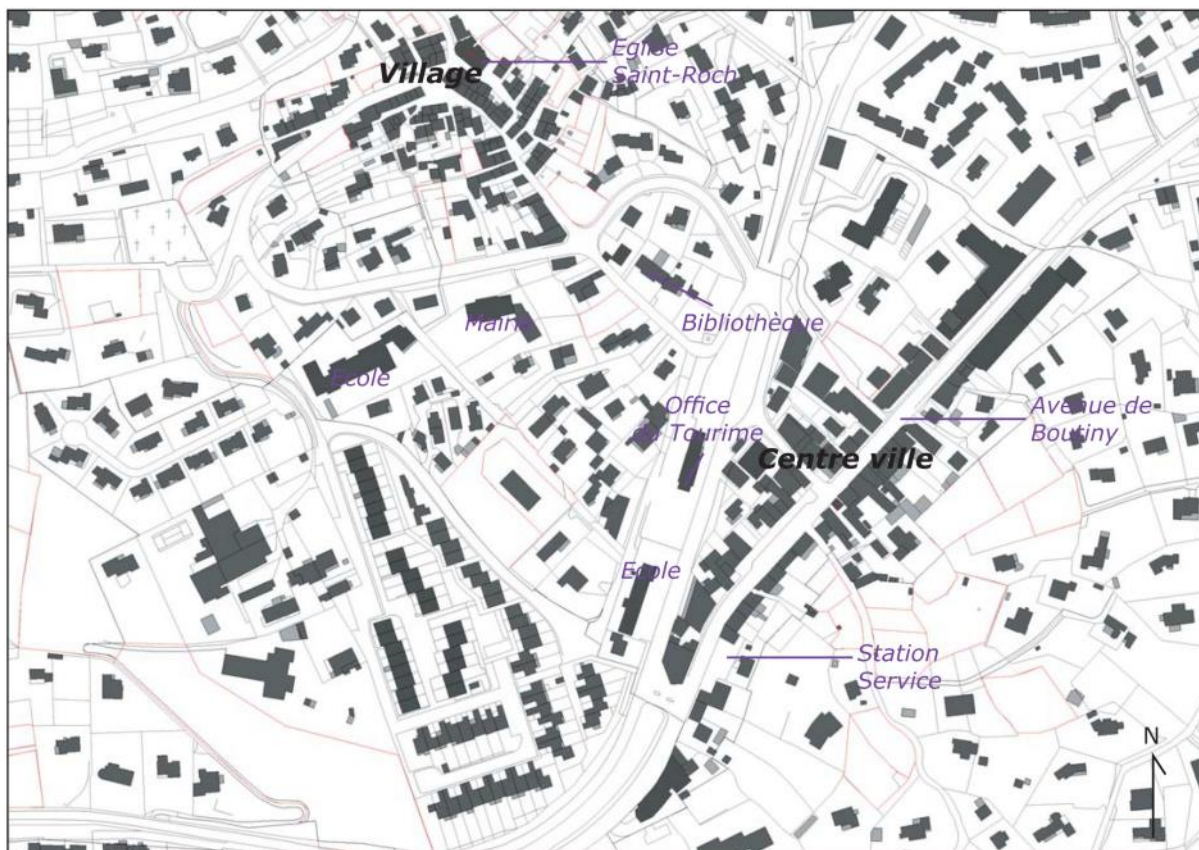 Eglise
Saint-Roch
Village
Bibliothèque
Mairie
Ecole
Office
du Tourime
Avenue de
Boutiny
Centre ville
Ecole
Station
Service
N